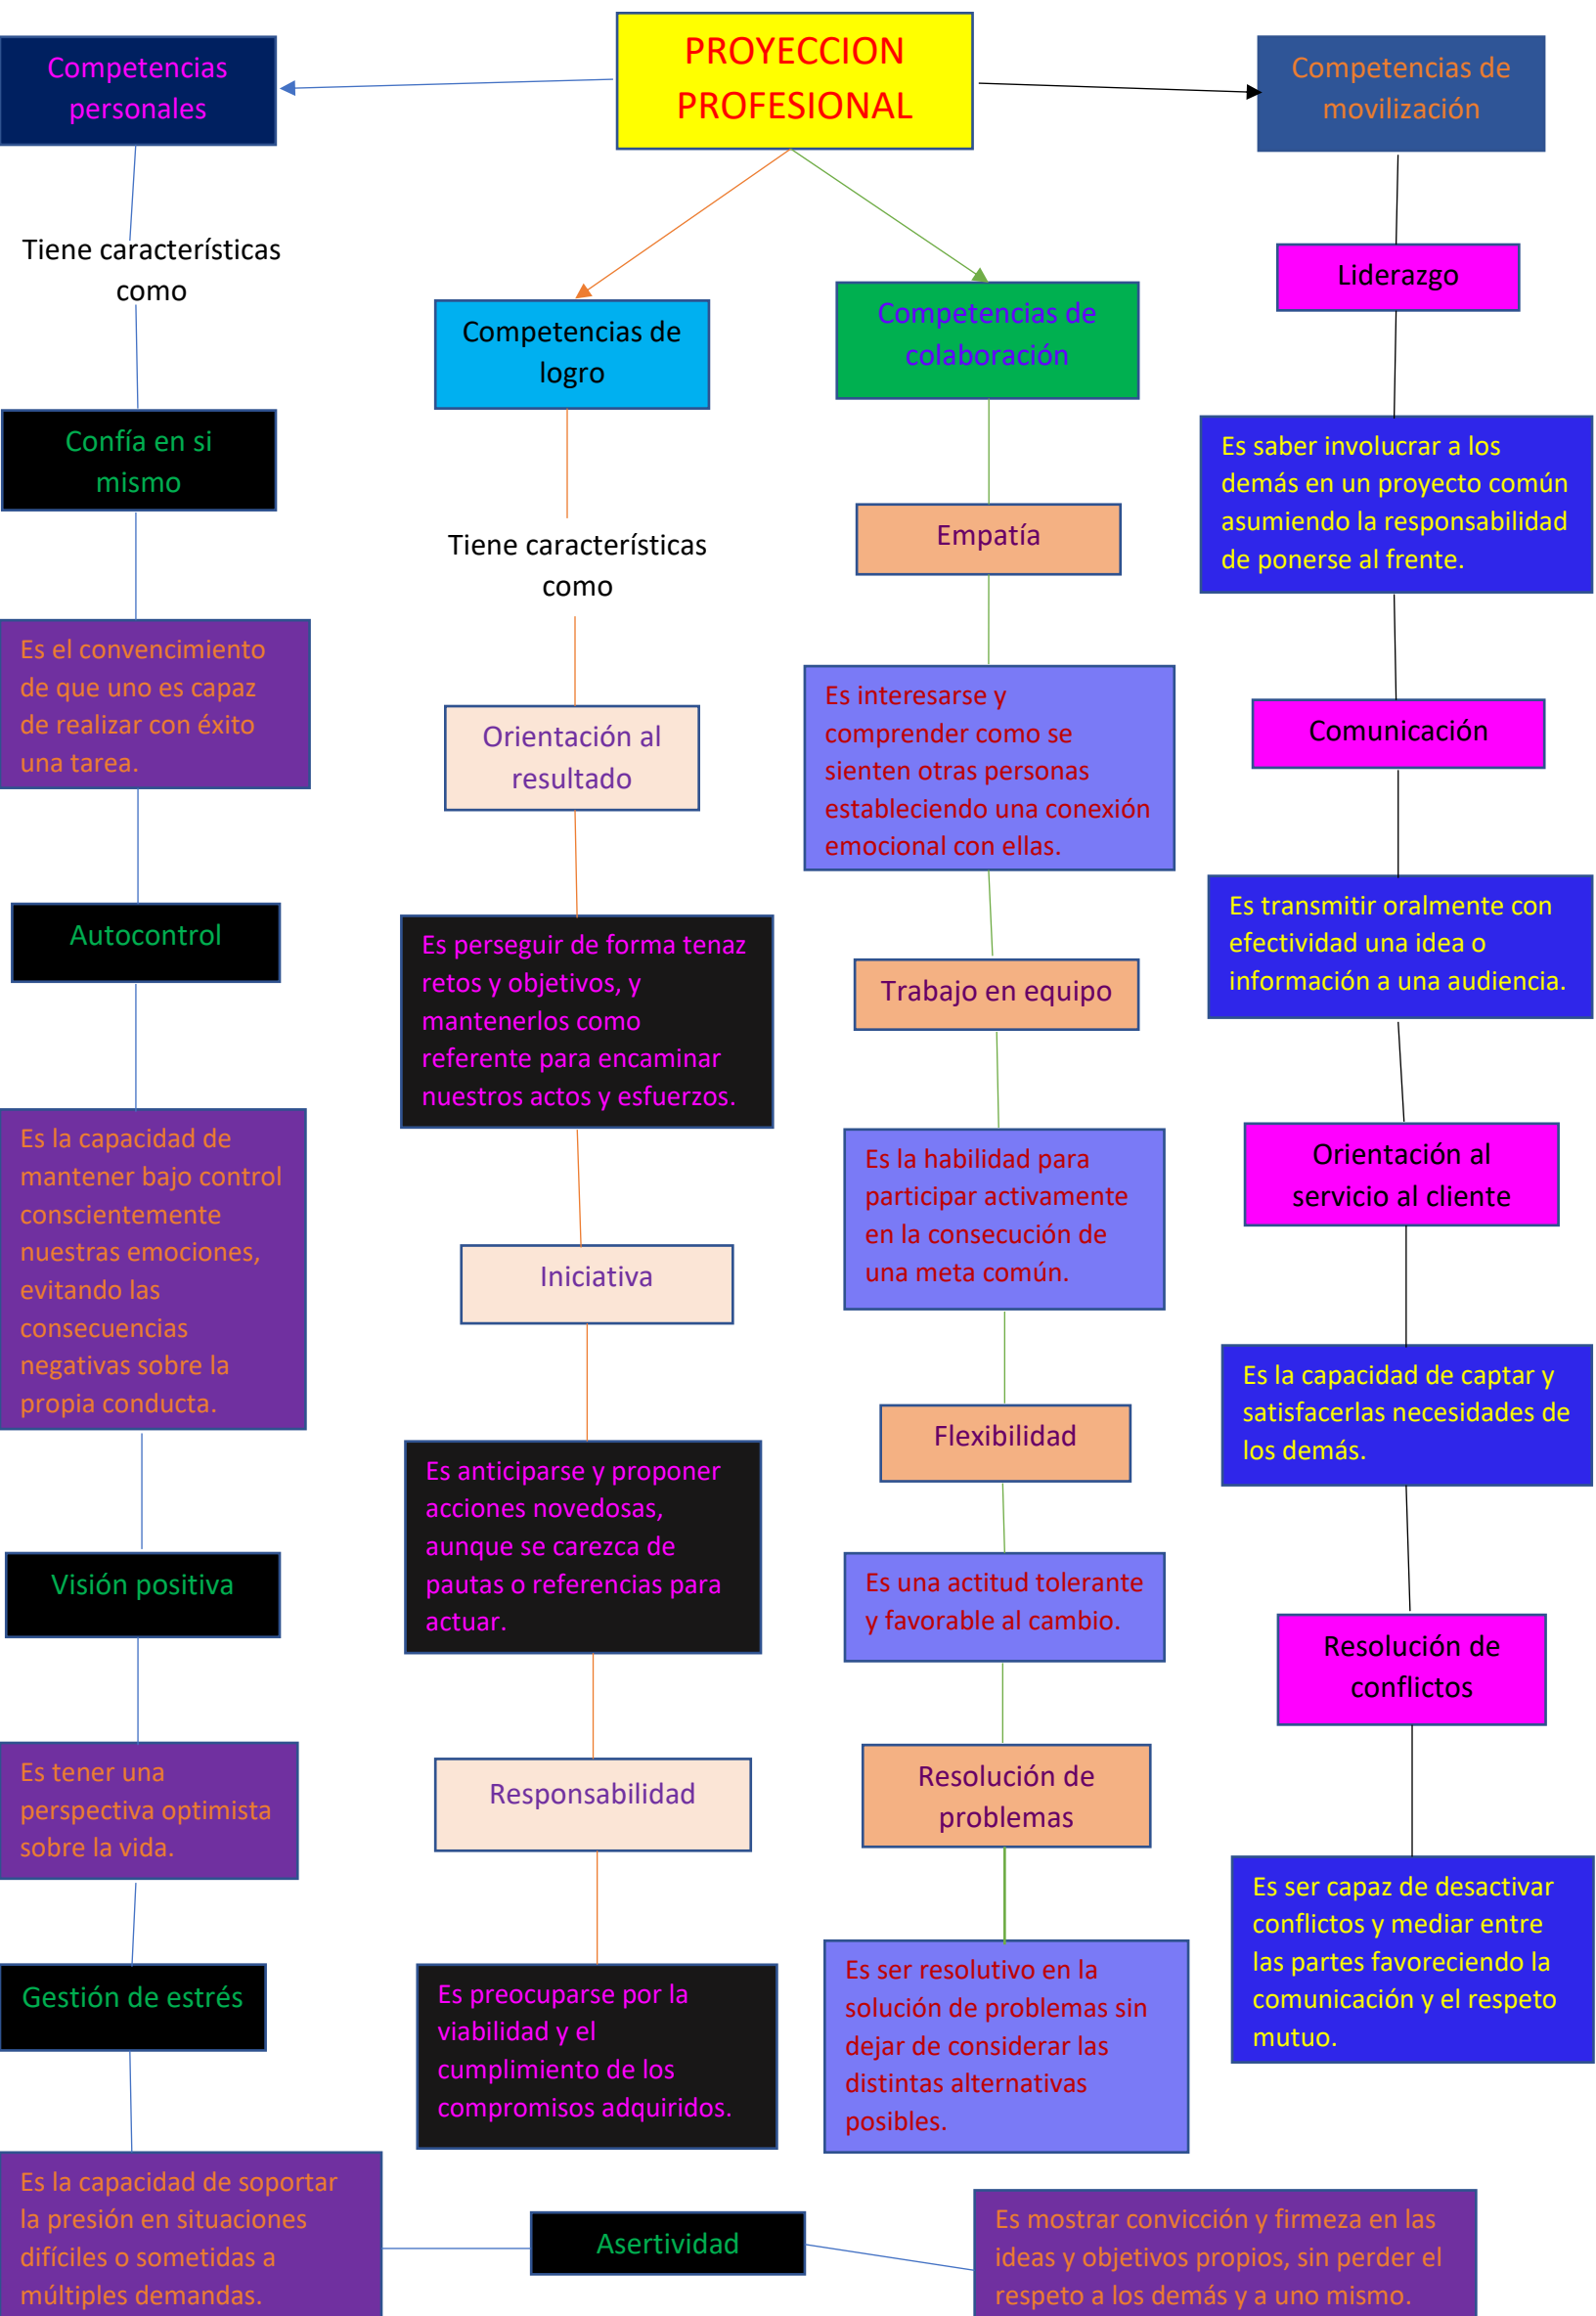 PROYECCION
PROFESIONAL
Competencias
personales
Tiene características
como
Confía en si
mismo
Es el convencimiento
de que uno es capaz
de realizar con éxito
una tarea.
Autocontrol
Es la capacidad de
mantener bajo control
conscientemente
nuestras emociones,
evitando las
consecuencias
negativas sobre la
propia conducta.
Visión positiva
Es tener una
perspectiva optimista
sobre la vida.
Gestión de estrés
Es la capacidad de soportar
la presión en situaciones
difíciles o sometidas a
múltiples demandas.
Asertividad
Es mostrar convicción y firmeza en las
ideas y objetivos propios, sin perder el
respeto a los demás y a uno mismo.
Competencias de
logro
Tiene características
como
Orientación al
resultado
Es perseguir de forma tenaz
retos y objetivos, y
mantenerlos como
referente para encaminar
nuestros actos y esfuerzos.
Iniciativa
Es anticiparse y proponer
acciones novedosas,
aunque se carezca de
pautas o referencias para
actuar.
Responsabilidad
Es preocuparse por la
viabilidad y el
cumplimiento de los
compromisos adquiridos.
Competencias de
colaboración
Empatía
Es interesarse y
comprender como se
sienten otras personas
estableciendo una conexión
emocional con ellas.
Trabajo en equipo
Es la habilidad para
participar activamente
en la consecución de
una meta común.
Flexibilidad
Es una actitud tolerante
y favorable al cambio.
Resolución de
problemas
Es ser resolutivo en la
solución de problemas sin
dejar de considerar las
distintas alternativas
posibles.
Competencias de
movilización
Liderazgo
Es saber involucrar a los
demás en un proyecto común
asumiendo la responsabilidad
de ponerse al frente.
Comunicación
Es transmitir oralmente con
efectividad una idea o
información a una audiencia.
Orientación al
servicio al cliente
Es la capacidad de captar y
satisfacerlas necesidades de
los demás.
Resolución de
conflictos
Es ser capaz de desactivar
conflictos y mediar entre
las partes favoreciendo la
comunicación y el respeto
mutuo.